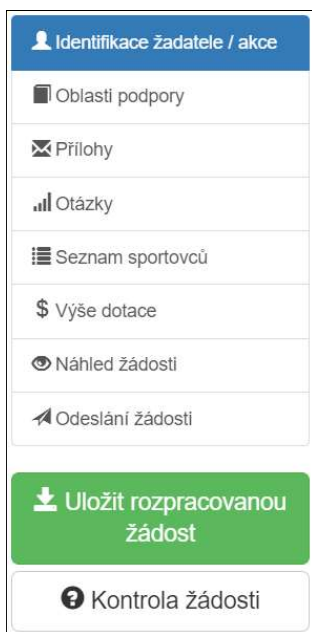 Identifikace žadatele / akce
Oblasti podpory
Přílohy
Otázky
Seznam sportovců
$ Výše dotace
Náhled žádosti
Odeslání žádosti
Uložit rozpracovanou
žádost
Kontrola žádosti